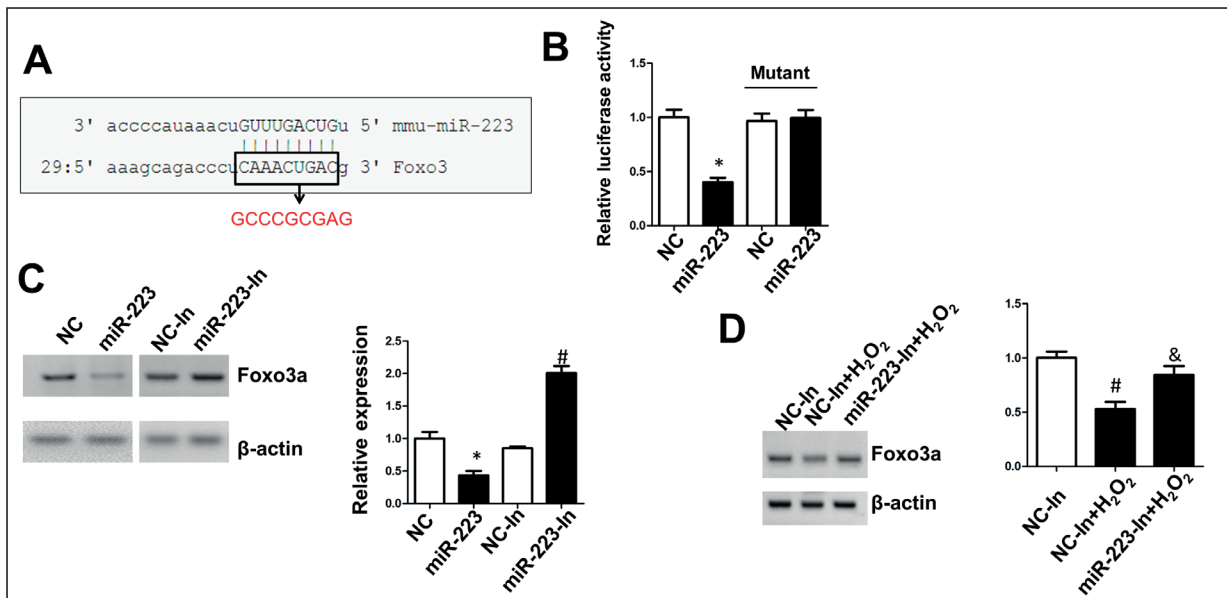 A
3' accccauaaacuGUUUGACUGu 5' mmu-miR-223
29:5' aaagcagacccuCAAACUGACg 3' Foxo3
GCCCGCGAG
B
Relative luciferase activity
1.5
1.0
0.5
0.0
Mutant
*
NC
miR-223
NC
miR-223
C
NC
miR-223
NC-In
miR-223-In
Foxo3a
β-actin
Relative expression
2.5
2.0
1.5
1.0
0.5
0.0
*
#
NC
miR-223
NC-In
miR-223-In
D
NC-In
NC-In+H₂O₂
miR-223-In+H₂O₂
Foxo3a
β-actin
1.5
1.0
0.5
0.0
#
&
NC-In
NC-In+H₂O₂
miR-223-In+H₂O₂